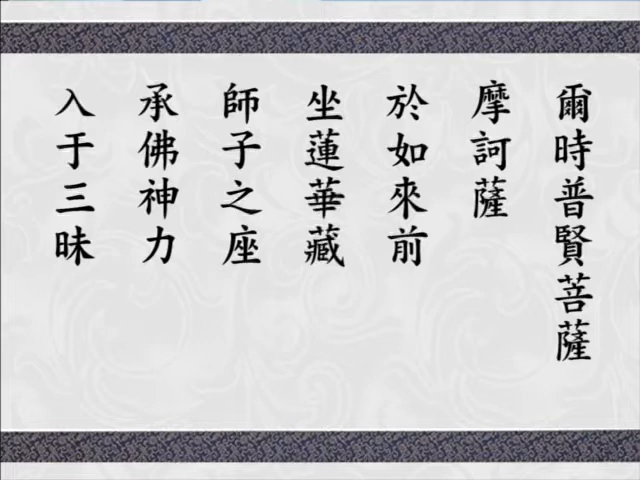 爾時普賢菩薩
摩訶薩
於如來前
坐蓮華藏
師子之座
承佛神力
入于三昧